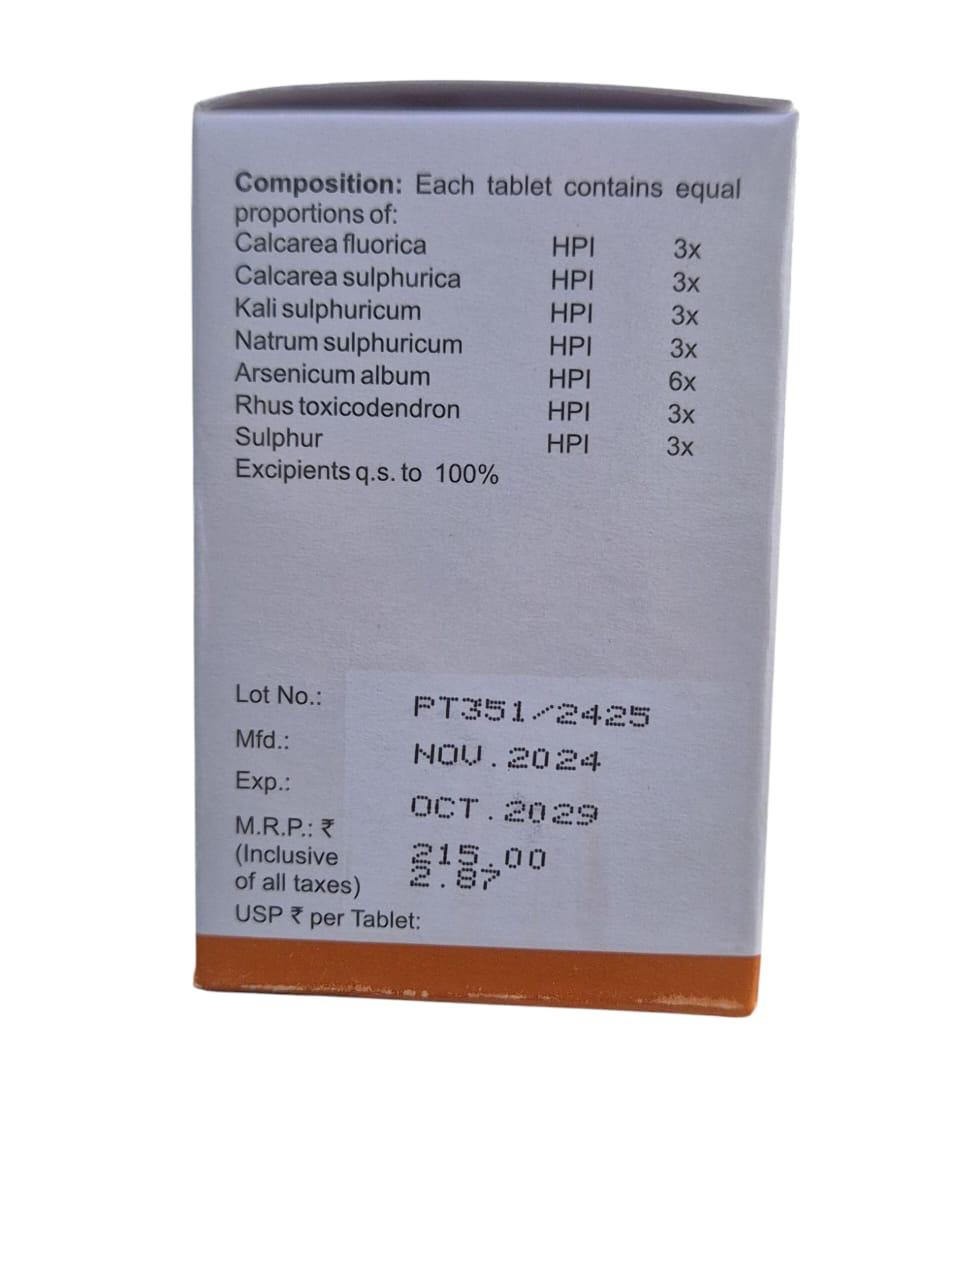 Composition: Each tablet contains equal
proportions of:
Calcarea fluorica HPI 3x
Calcarea sulphurica HPI 3x
Kali sulphuricum HPI 3x
Natrum sulphuricum HPI 3x
Arsenicum album HPI 6x
Rhus toxicodendron HPI 3x
Sulphur HPI 3x
Excipients q.s. to 100%
Lot No.: PT351/2425
Mfd.: NOV.2024
Exp.: OCT.2029
M.R.P.: ₹ 215.00
(Inclusive 2.87
of all taxes)
USP ₹ per Tablet: